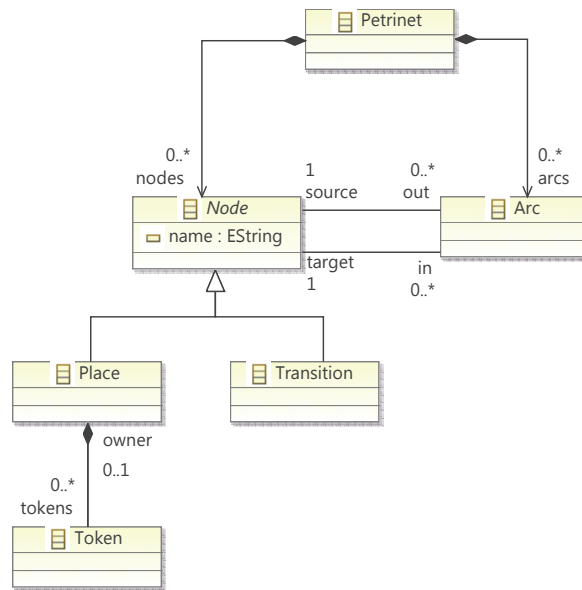 Petrinet
0..* 1 0..* 0..*
nodes source out arcs
Node Arc
name : EString
target in
1 0..*
Place Transition
owner
0..1
0..*
tokens
Token